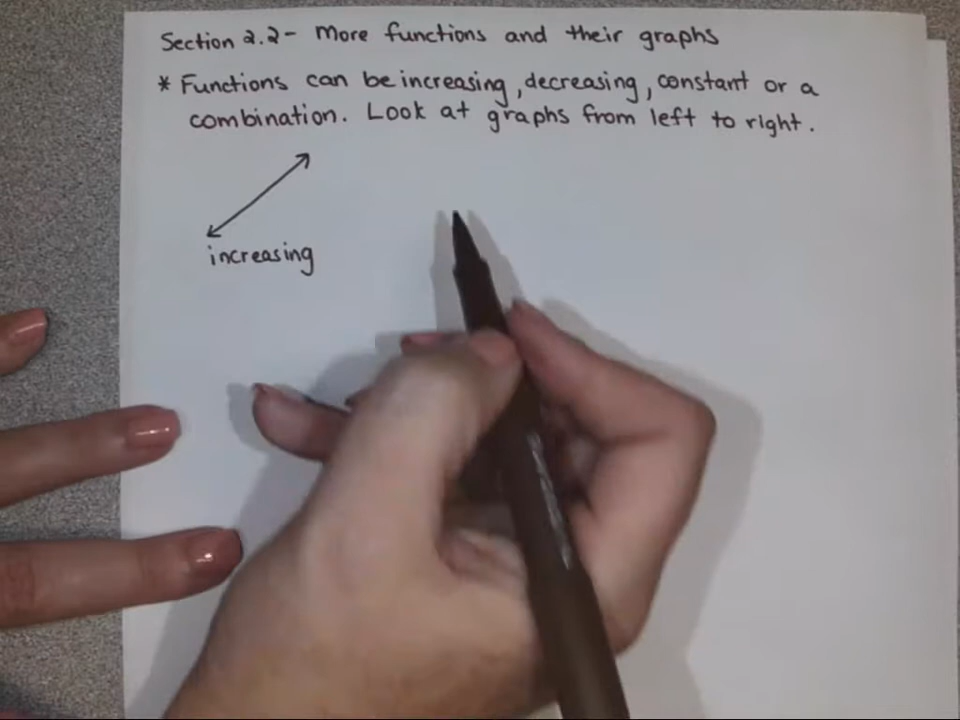 Section 2.2- More functions and their graphs
* Functions can be increasing, decreasing, constant or a
combination. Look at graphs from left to right.
increasing